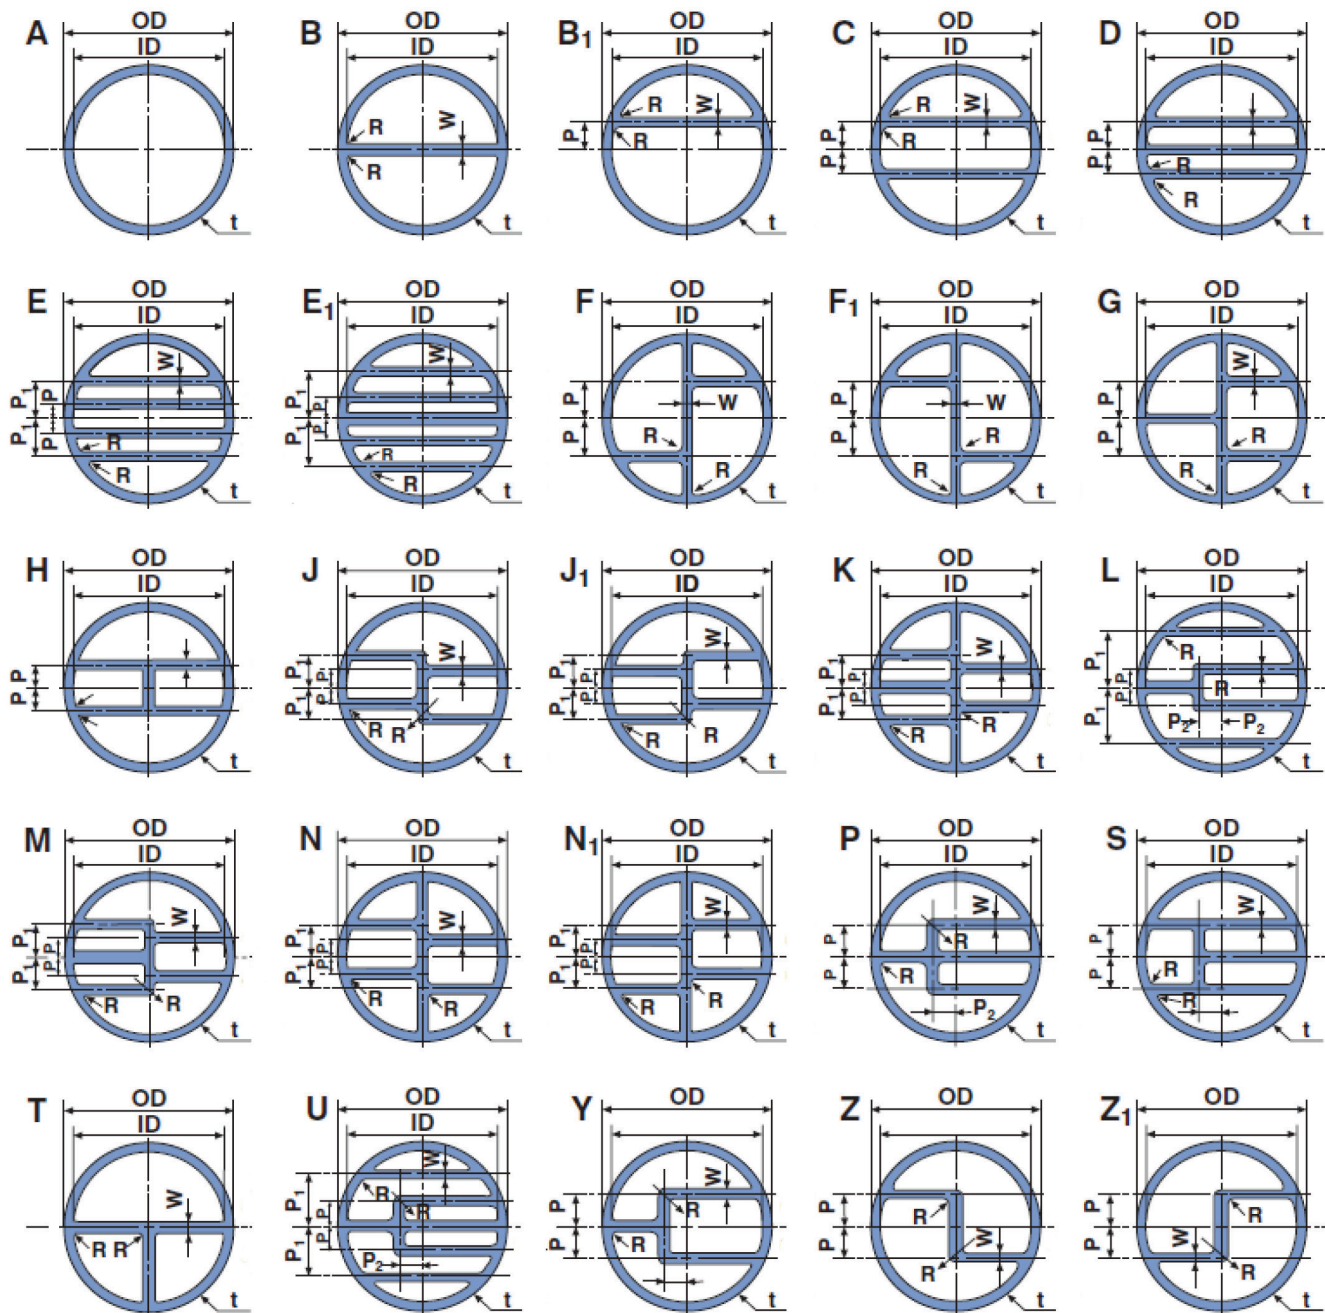 A OD ID t
B OD ID R W R t
B1 OD ID R W P R t
C OD ID R W P R P t
D OD ID P P R R t
E OD ID W P1 P P1 P R R t
E1 OD ID W P1 P P R R t
F OD ID P W P R R t
F1 OD ID P W P R R t
G OD ID W P P R R t
H OD ID P P t
J OD ID W P1 P P P1 R R t
J1 OD ID W P1 P P P1 R R t
K OD ID W P1 P P P1 R R t
L OD ID P1 R P P R P1 P2 P2 t
M OD ID W P1 P P P1 R R t
N OD ID W P1 P P P1 R R t
N1 OD ID W P1 P P P1 R R t
P OD ID W P R R P P2 t
S OD ID W P P R R t
T OD ID W R R t
U OD ID W P1 R R P P P1 P2 t
Y OD W R P R P t
Z OD P R W P R t
Z1 OD P R W P R t